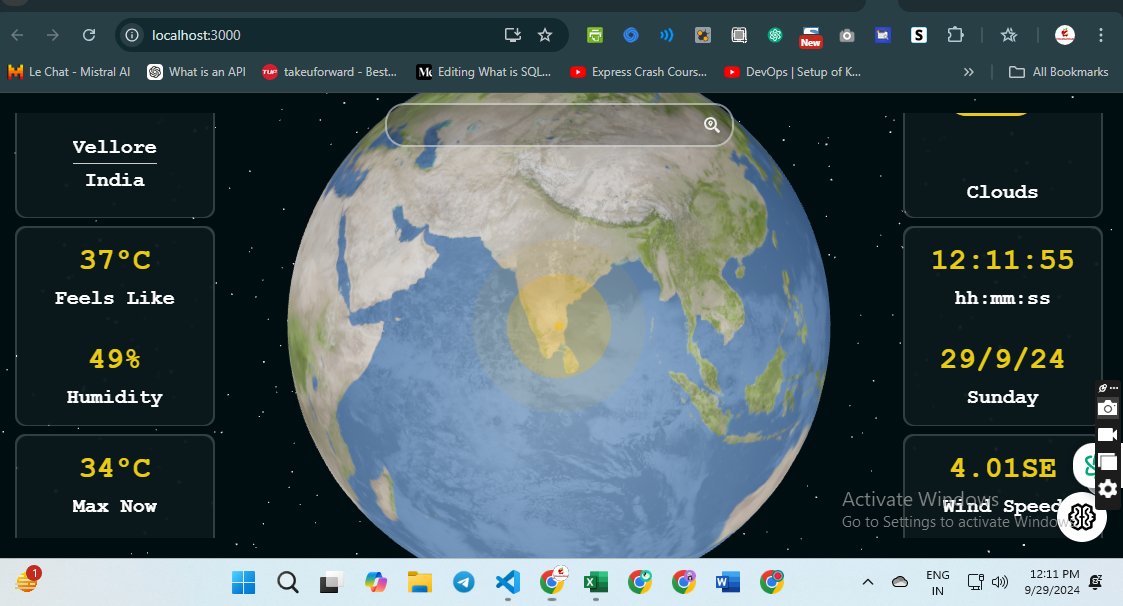 localhost:3000
New
Le Chat - Mistral AI
What is an API
TUF
takeuforward - Best...
Editing What is SQL...
Express Crash Cours...
DevOps | Setup of K...
All Bookmarks
Vellore
India
Clouds
37°C
Feels Like
49%
Humidity
34°C
Max Now
12:11:55
hh:mm:ss
29/9/24
Sunday
4.01SE
Wind Speed
Activate Windows
Go to Settings to activate Windows
1
ENG
IN
12:11 PM
9/29/2024